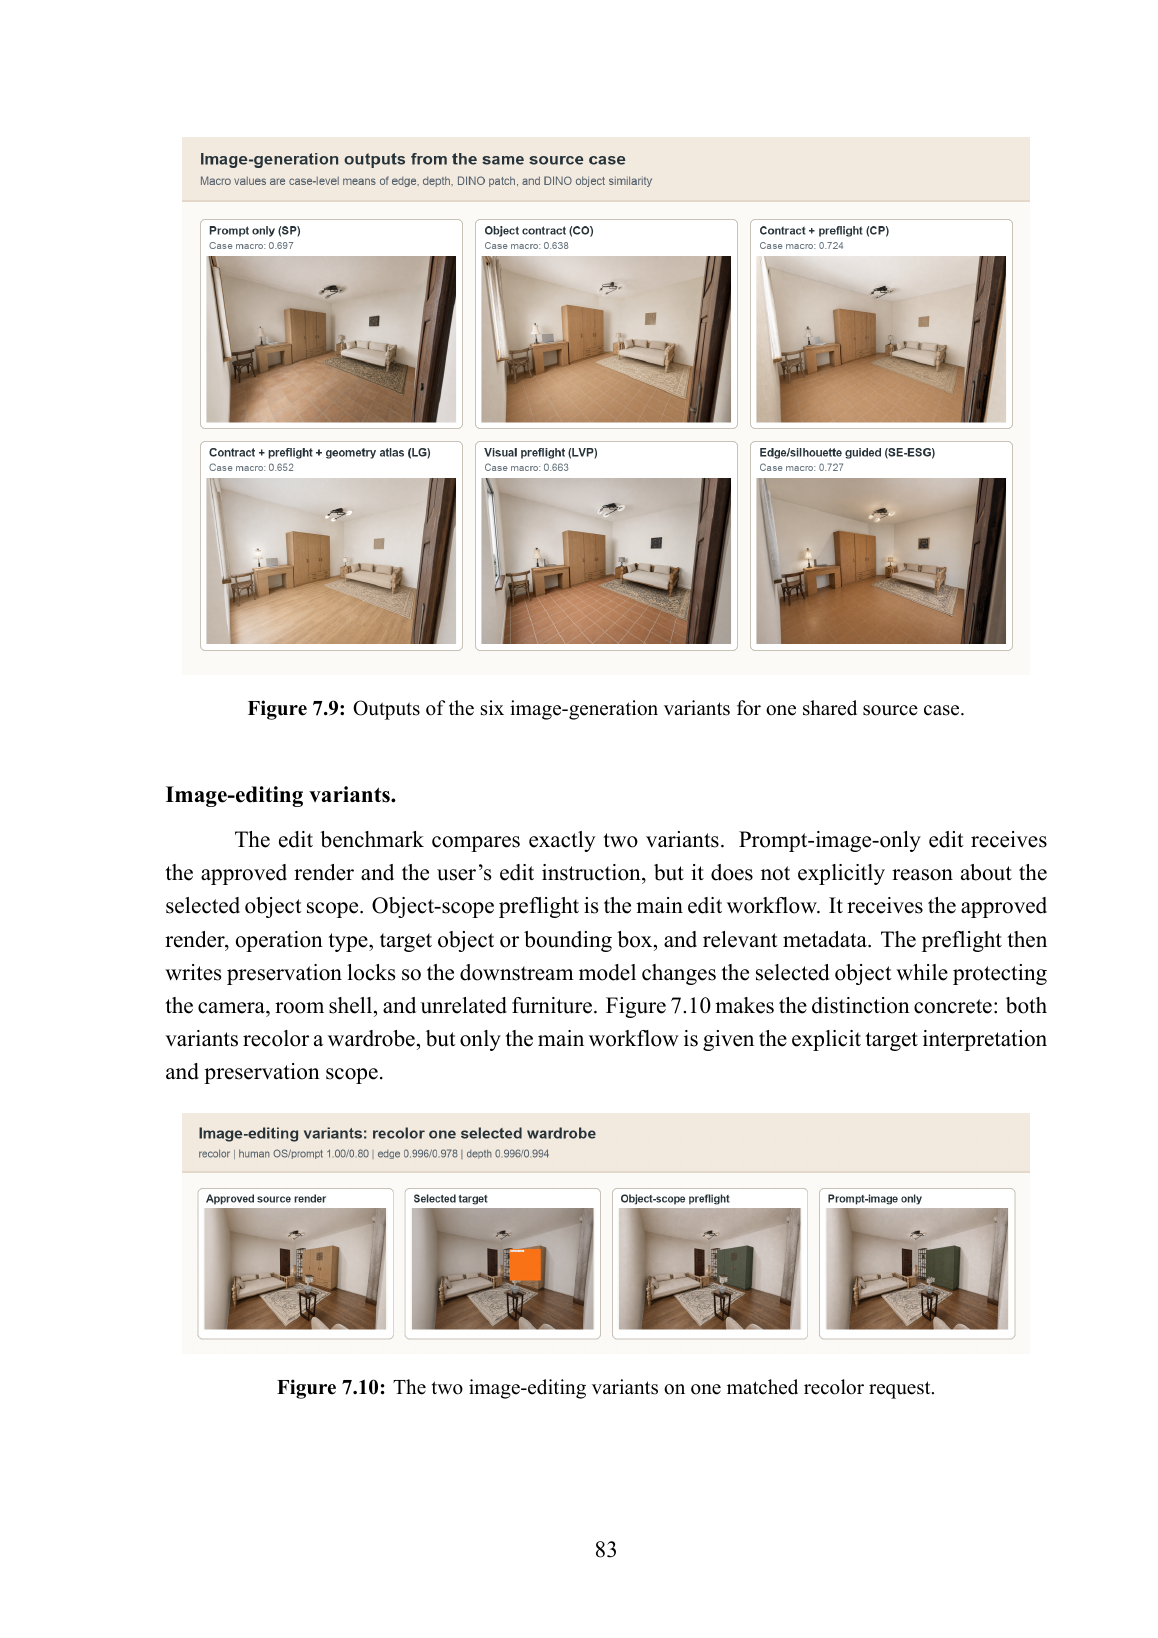 Image-generation outputs from the same source case
Macro values are case-level means of edge, depth, DINO patch, and DINO object similarity
Prompt only (SP)
Case macro: 0.697
Object contract (CO)
Case macro: 0.638
Contract + preflight (CP)
Case macro: 0.724
Contract + preflight + geometry atlas (LG)
Case macro: 0.652
Visual preflight (LVP)
Case macro: 0.663
Edge/silhouette guided (SE-ESG)
Case macro: 0.727
Figure 7.9: Outputs of the six image-generation variants for one shared source case.
Image-editing variants.
The edit benchmark compares exactly two variants. Prompt-image-only edit receives
the approved render and the user’s edit instruction, but it does not explicitly reason about the
selected object scope. Object-scope preflight is the main edit workflow. It receives the approved
render, operation type, target object or bounding box, and relevant metadata. The preflight then
writes preservation locks so the downstream model changes the selected object while protecting
the camera, room shell, and unrelated furniture. Figure 7.10 makes the distinction concrete: both
variants recolor a wardrobe, but only the main workflow is given the explicit target interpretation
and preservation scope.
Image-editing variants: recolor one selected wardrobe
recolor | human OS/prompt 1.00/0.80 | edge 0.996/0.978 | depth 0.996/0.994
Approved source render
Selected target
Object-scope preflight
Prompt-image only
Figure 7.10: The two image-editing variants on one matched recolor request.
83